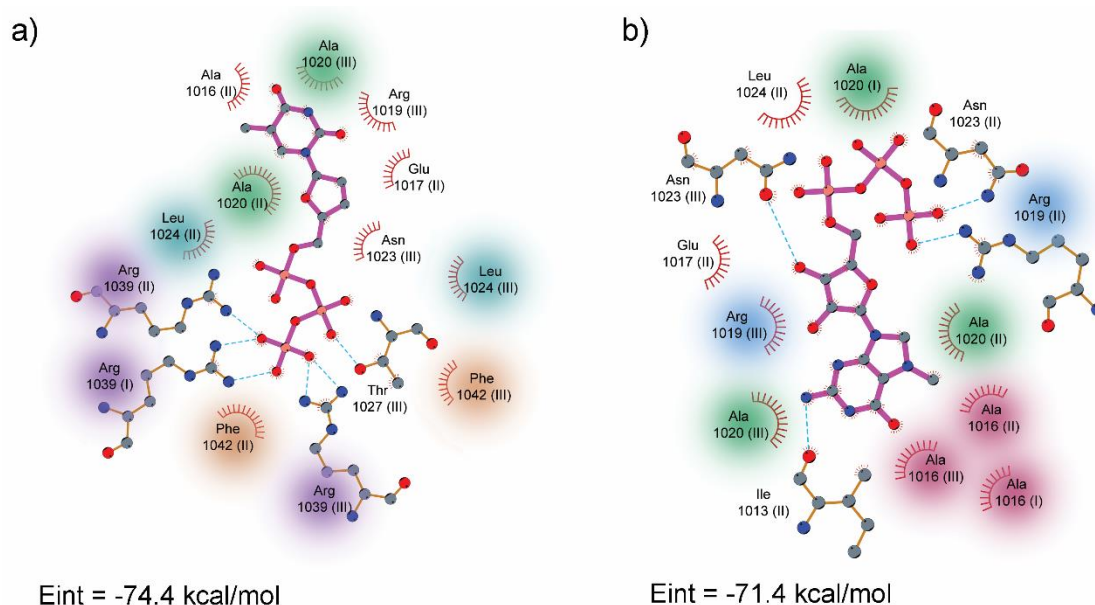 a)
Ala
1020 (III)
Ala
1016 (II)
Arg
1019 (III)
Glu
1017 (II)
Ala
1020 (II)
Leu
1024 (II)
Asn
1023 (III)
Leu
1024 (III)
Arg
1039 (II)
Arg
1039 (I)
Thr
1027 (III)
Phe
1042 (III)
Phe
1042 (II)
Arg
1039 (III)
Eint = -74.4 kcal/mol
b)
Leu
1024 (II)
Ala
1020 (I)
Asn
1023 (II)
Asn
1023 (III)
Arg
1019 (II)
Glu
1017 (II)
Arg
1019 (III)
Ala
1020 (II)
Ala
1020 (III)
Ala
1016 (II)
Ala
1016 (III)
Ala
1016 (I)
Ile
1013 (II)
Eint = -71.4 kcal/mol